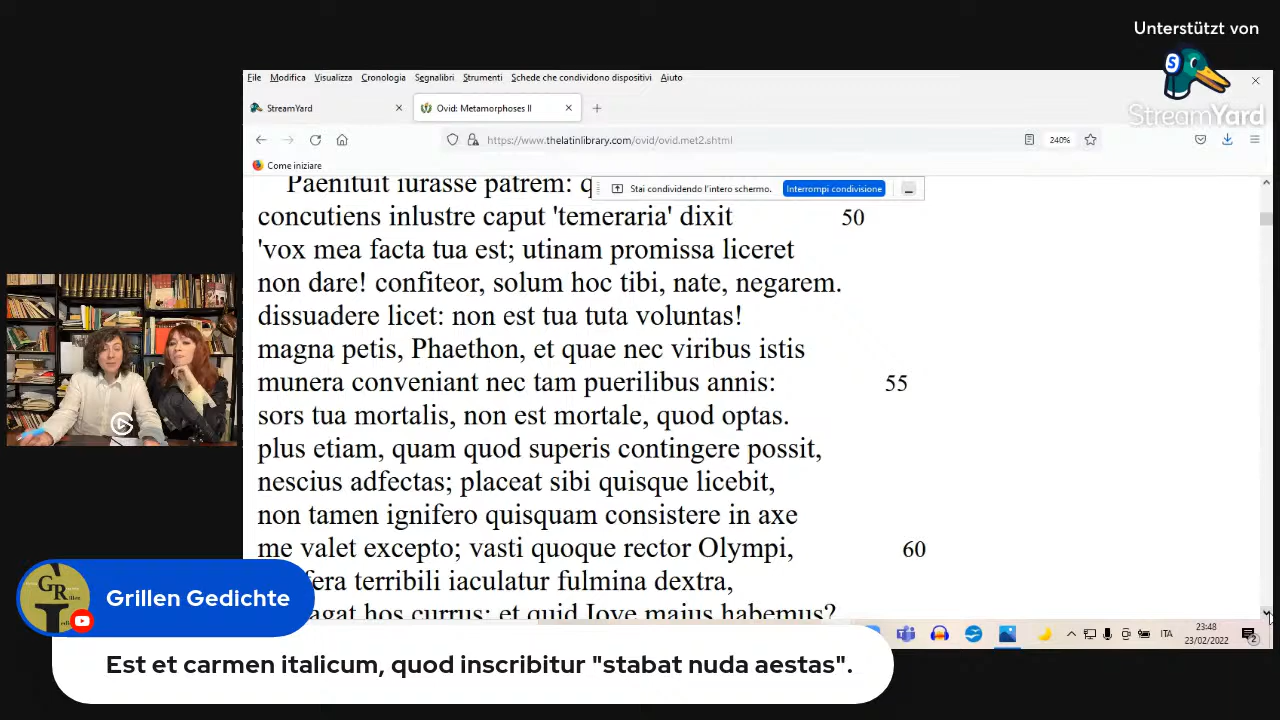 Unterstützt von
StreamYard
File Modifica Visualizza Cronologia Segnalibri Strumenti Schede che condividono dispositivi Aiuto
StreamYard Ovid: Metamorphoses II
https://www.thelatinlibrary.com/ovid/ovid.met2.shtml 240%
Come iniziare
Stai condividendo l'intero schermo. Interrompi condivisione
Paenituit iurasse patrem:
concutiens inlustre caput 'temeraria' dixit 50
'vox mea facta tua est; utinam promissa liceret
non dare! confiteor, solum hoc tibi, nate, negarem.
dissuadere licet: non est tua tuta voluntas!
magna petis, Phaethon, et quae nec viribus istis
munera conveniant nec tam puerilibus annis: 55
sors tua mortalis, non est mortale, quod optas.
plus etiam, quam quod superis contingere possit,
nescius adfectas; placeat sibi quisque licebit,
non tamen ignifero quisquam consistere in axe
me valet excepto; vasti quoque rector Olympi, 60
fera terribili iaculatur fulmina dextra,
agat hos currus: et quid Iove maius habemus?
ITA 23:48
23/02/2022 2
GR
Grillen Gedichte
Est et carmen italicum, quod inscribitur "stabat nuda aestas".